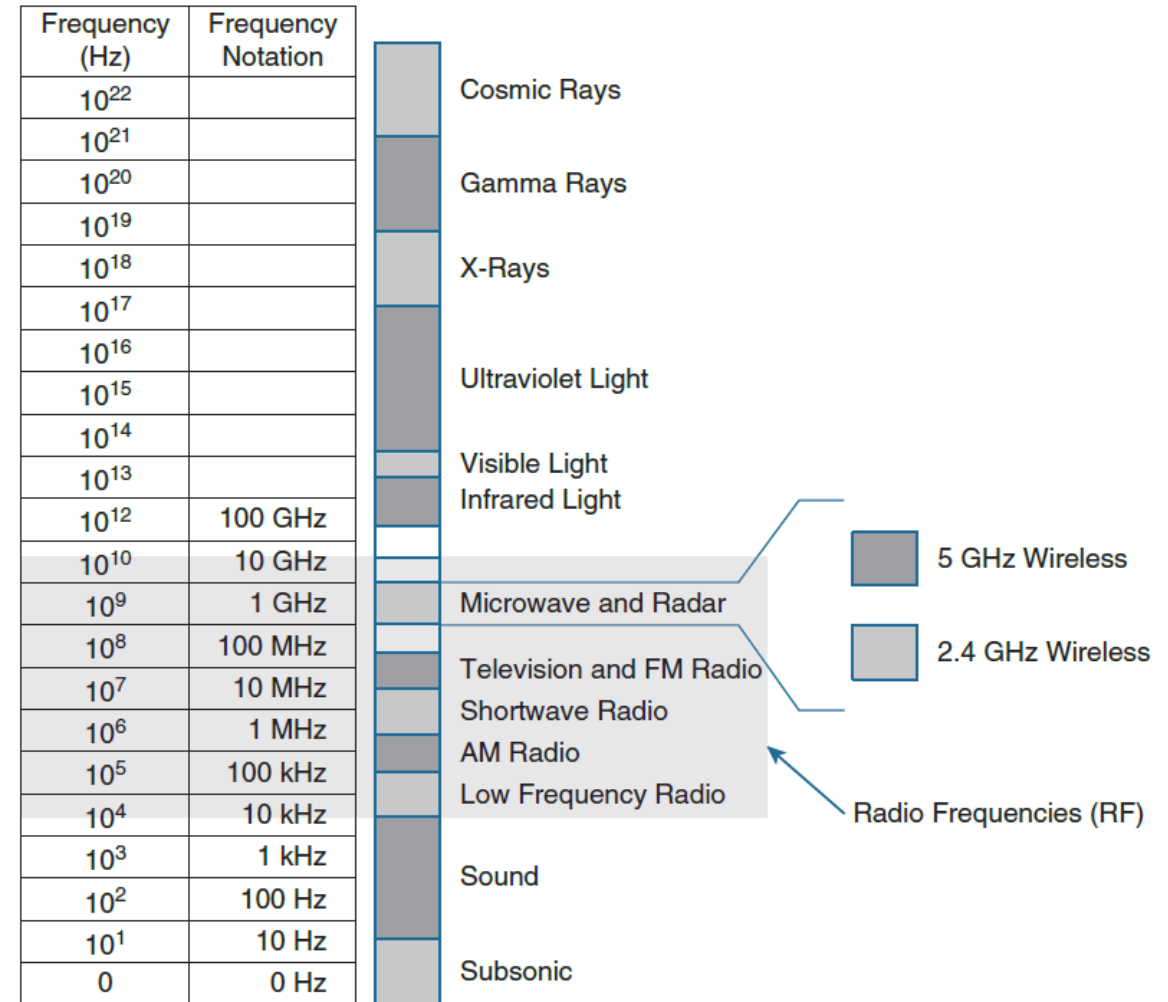 Frequency (Hz) Frequency Notation
10²²
10²¹
10²⁰
10¹⁹
10¹⁸
10¹⁷
10¹⁶
10¹⁵
10¹⁴
10¹³
10¹² 100 GHz
10¹⁰ 10 GHz
10⁹ 1 GHz
10⁸ 100 MHz
10⁷ 10 MHz
10⁶ 1 MHz
10⁵ 100 kHz
10⁴ 10 kHz
10³ 1 kHz
10² 100 Hz
10¹ 10 Hz
0 0 Hz
Cosmic Rays
Gamma Rays
X-Rays
Ultraviolet Light
Visible Light
Infrared Light
Microwave and Radar
Television and FM Radio
Shortwave Radio
AM Radio
Low Frequency Radio
Sound
Subsonic
5 GHz Wireless
2.4 GHz Wireless
Radio Frequencies (RF)